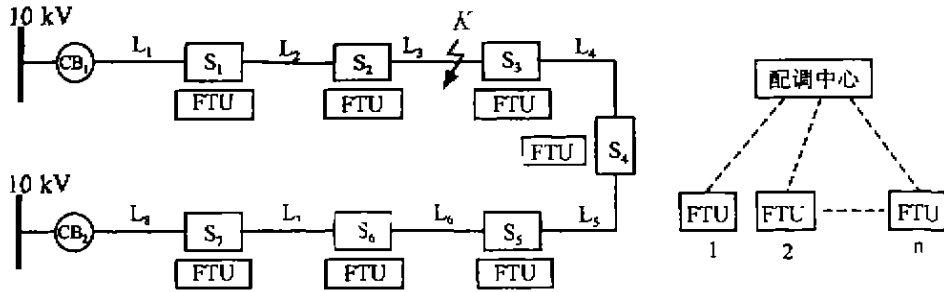 10 kV
CB₁ L₁ S₁ L₂ S₂ L₃ K S₃ L₄
FTU FTU FTU
FTU S₄
10 kV
CB₂ L₈ S₇ L₇ S₆ L₆ S₅ L₅
FTU FTU FTU
配调中心
FTU FTU FTU
1 2 n